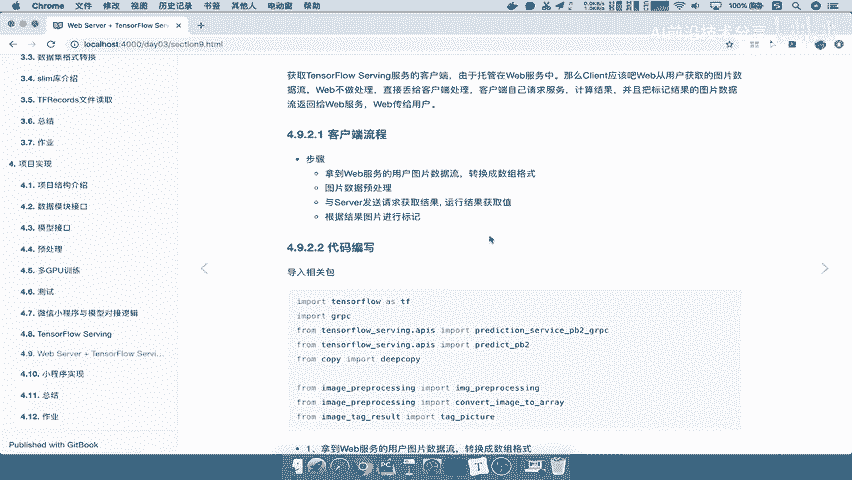 Chrome 文件 修改 视图 历史记录 书签 其他人 电动窗 帮助 100%
Web Server + TensorFlow Serv
localhost:4000/day03/section9.html
3.3. 数据集格式转换
3.4. slim库介绍
3.5. TFRecords文件读取
3.6. 总结
3.7. 作业
4. 项目实现
4.1. 项目结构介绍
4.2. 数据模块接口
4.3. 模型接口
4.4. 预处理
4.5. 多GPU训练
4.6. 测试
4.7. 微信小程序与模型对接逻辑
4.8. TensorFlow Serving
4.9. Web Server + TensorFlow Servi...
4.10. 小程序实现
4.11. 总结
4.12. 作业
Published with GitBook
获取TensorFlow Serving服务的客户端，由于托管在Web服务中。那么Client应该吧Web从用户获取的图片数
据流，Web不做处理，直接丢给客户端处理，客户端自己请求服务，计算结果，并且把标记结果的图片数据
流返回给Web服务，Web传给用户。
4.9.2.1 客户端流程
步骤
拿到Web服务的用户图片数据流，转换成数组格式
图片数据预处理
与Server发送请求获取结果, 运行结果获取值
根据结果图片进行标记
4.9.2.2 代码编写
导入相关包
import tensorflow as tf
import grpc
from tensorflow_serving.apis import prediction_service_pb2_grpc
from tensorflow_serving.apis import predict_pb2
from copy import deepcopy
from image_preprocessing import img_preprocessing
from image_preprocessing import convert_image_to_array
from image_tag_result import tag_picture
1、拿到Web服务的用户图片数据流，转换成数组格式